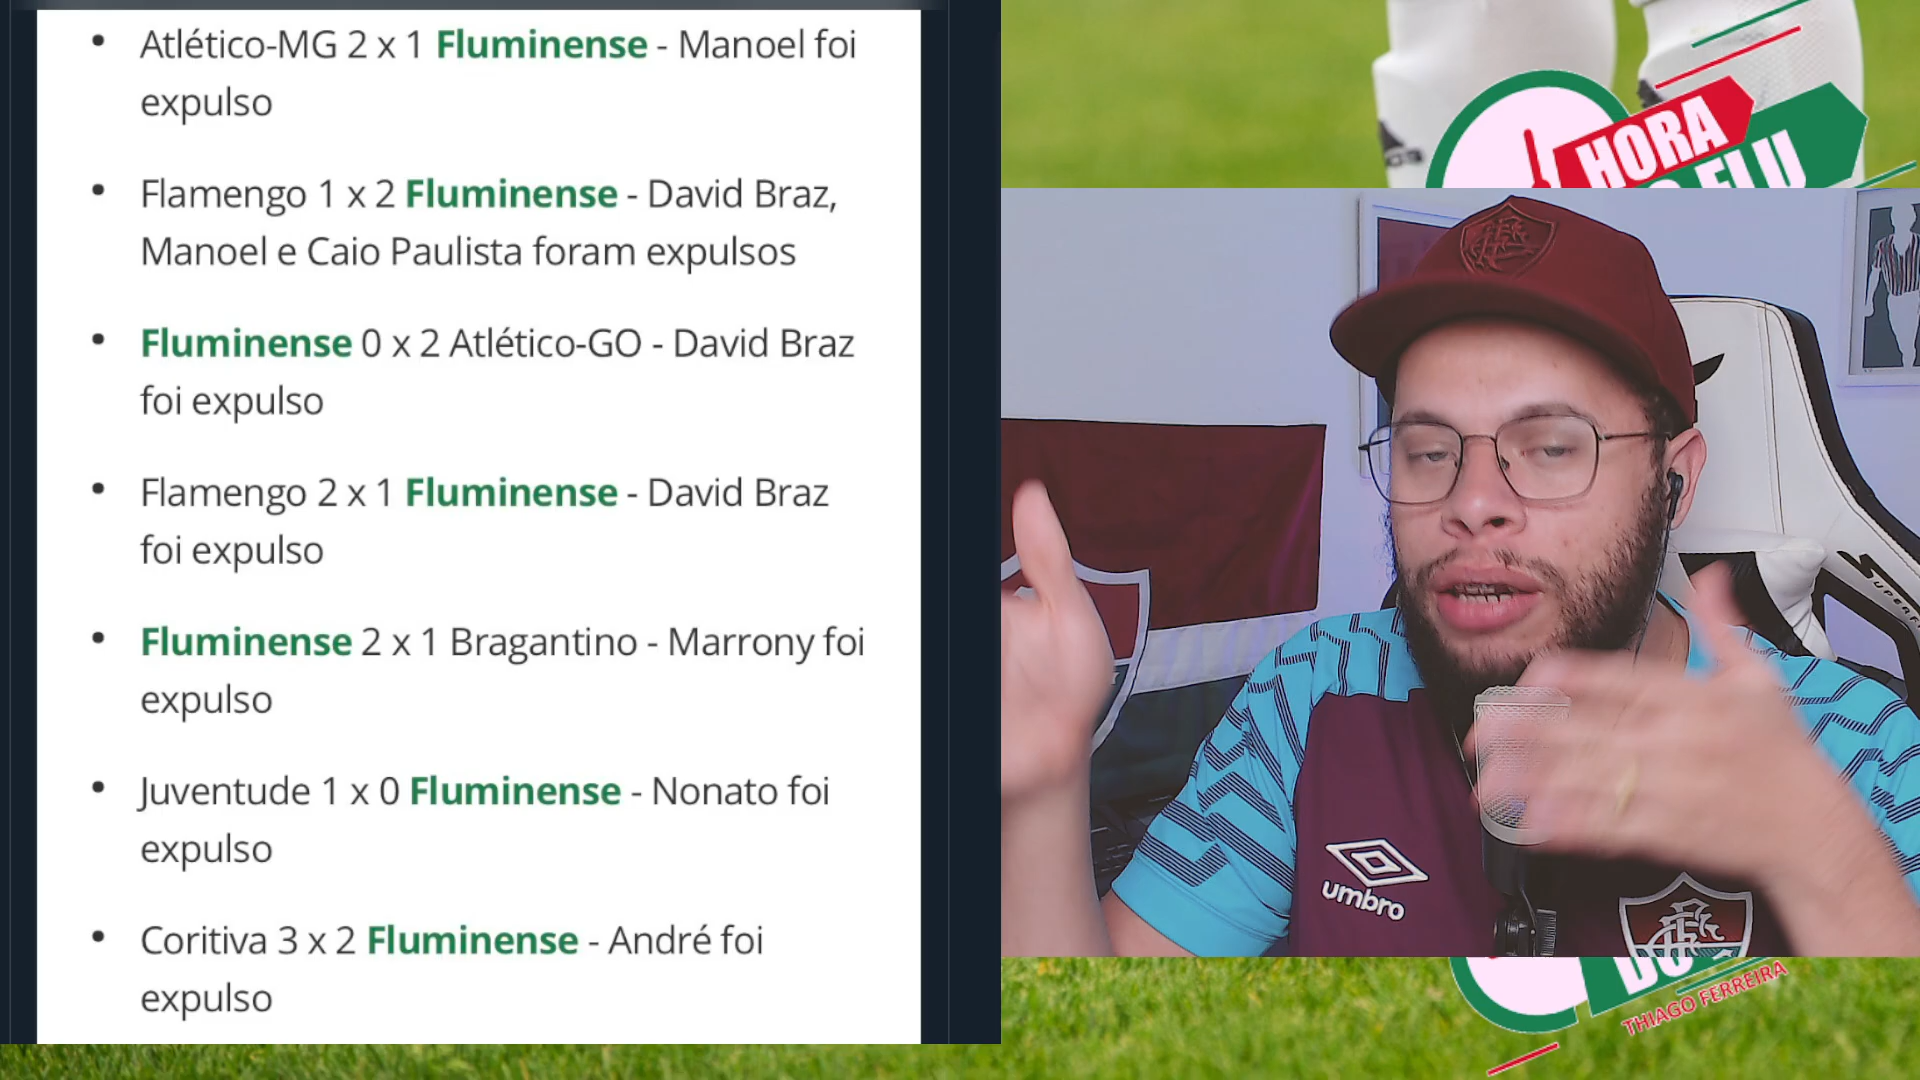 Atlético-MG 2 x 1 Fluminense - Manoel foi
expulso
Flamengo 1 x 2 Fluminense - David Braz,
Manoel e Caio Paulista foram expulsos
Fluminense 0 x 2 Atlético-GO - David Braz
foi expulso
Flamengo 2 x 1 Fluminense - David Braz
foi expulso
Fluminense 2 x 1 Bragantino - Marrony foi
expulso
Juventude 1 x 0 Fluminense - Nonato foi
expulso
Coritiva 3 x 2 Fluminense - André foi
expulso
HORA
FLU
umbro
DO
THIAGO FERREIRA